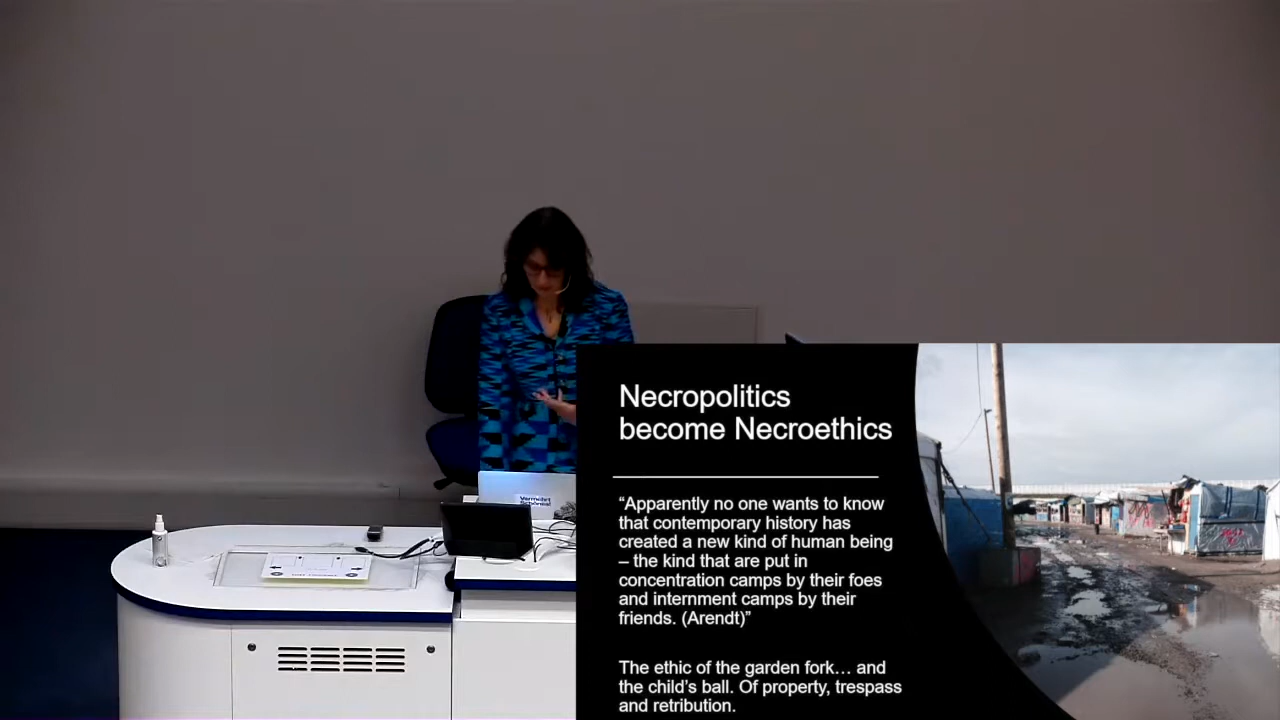 Necropolitics
become Necroethics
“Apparently no one wants to know
that contemporary history has
created a new kind of human being
– the kind that are put in
concentration camps by their foes
and internment camps by their
friends. (Arendt)”
The ethic of the garden fork… and
the child’s ball. Of property, trespass
and retribution.
Vermehrt
Schönes!